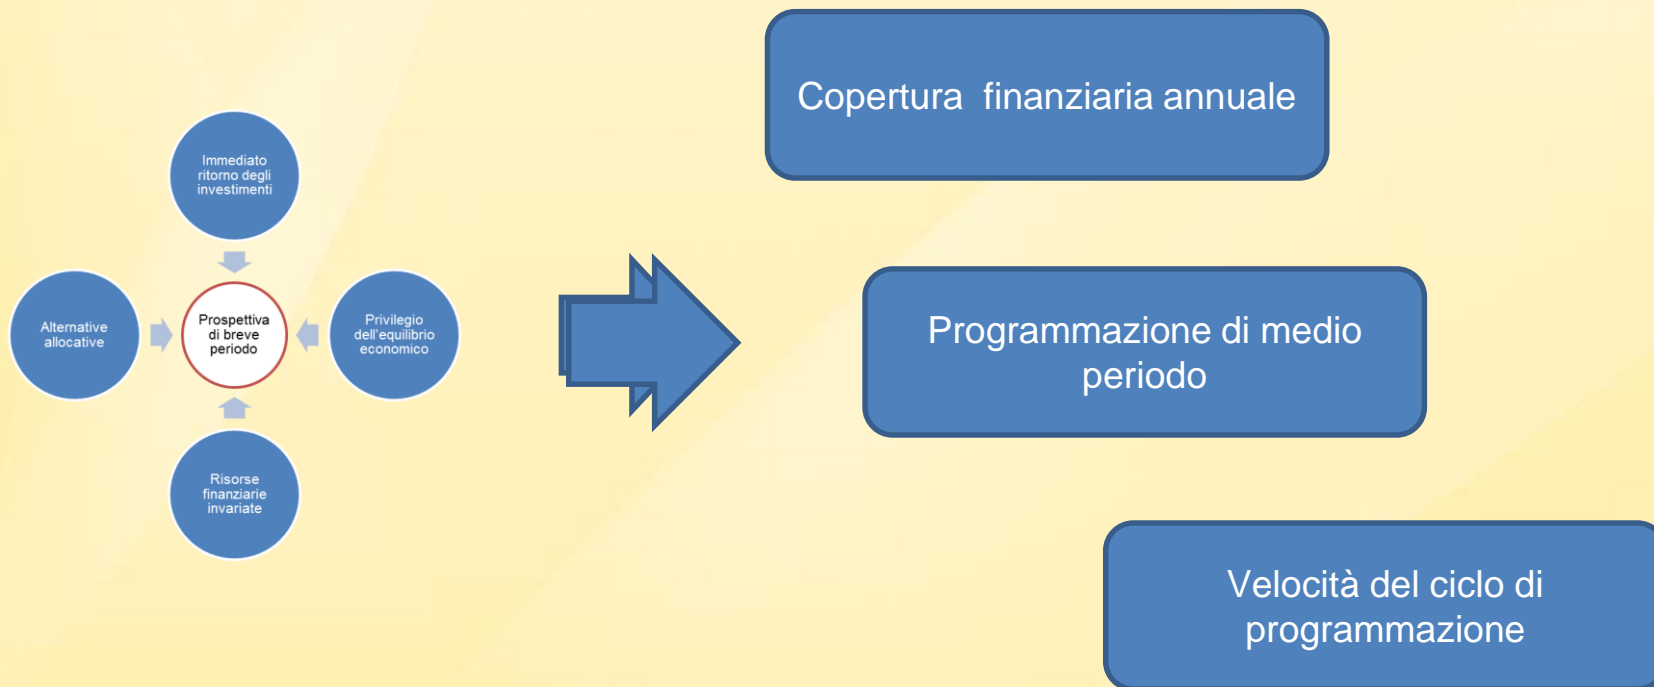 Immediato
ritorno degli
investimenti
Alternative
allocative
Prospettiva
di breve
periodo
Privilegio
dell'equilibrio
economico
Risorse
finanziarie
invariate
Copertura  finanziaria annuale
Programmazione di medio
periodo
Velocità del ciclo di
programmazione